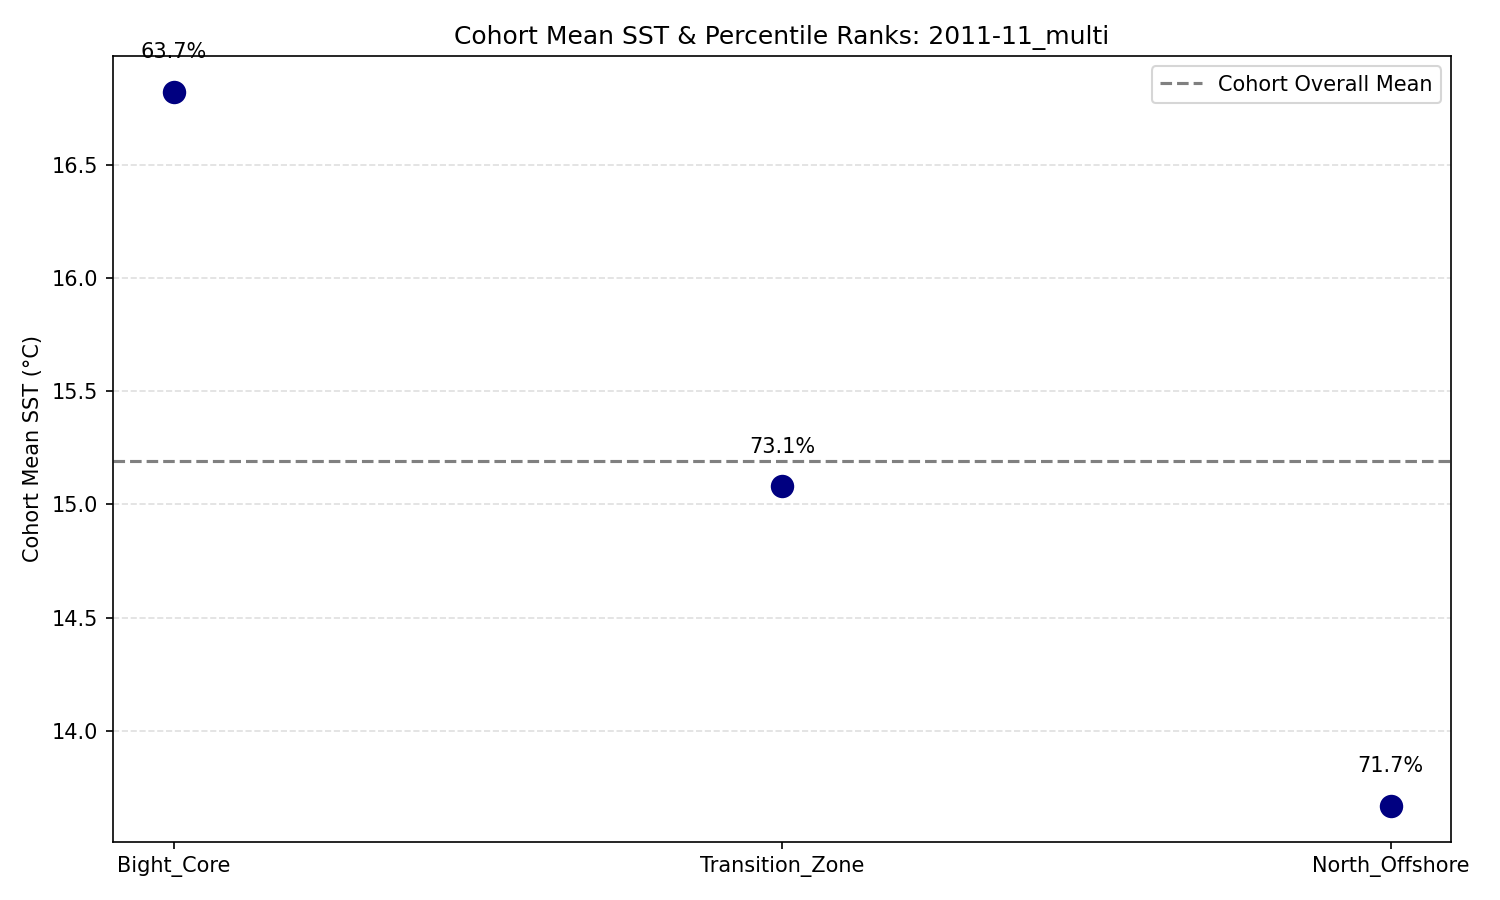 Cohort Mean SST & Percentile Ranks: 2011-11_multi
63.7%
Cohort Overall Mean
16.5
16.0
15.5
73.1%
15.0
14.5
14.0
71.7%
Cohort Mean SST (°C)
Bight_Core
Transition_Zone
North_Offshore